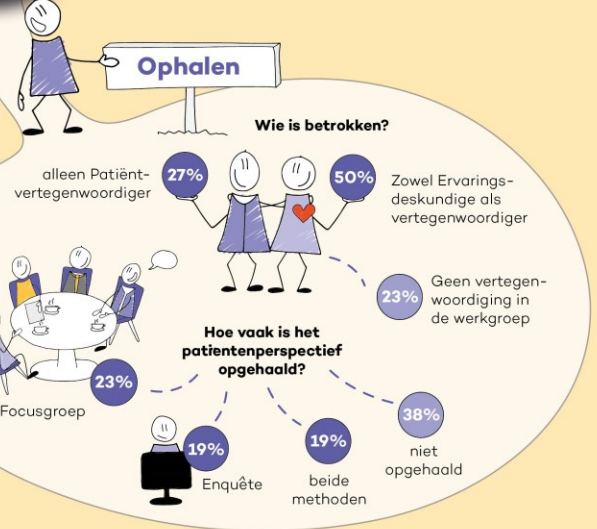 Ophalen
Wie is betrokken?
alleen Patiënt-
vertegenwoordiger
27%
50%
Zowel Ervarings-
deskundige als
vertegenwoordiger
23%
Geen vertegen-
woordiging in
de werkgroep
Hoe vaak is het
patientenperspectief
opgehaald?
23%
Focusgroep
19%
Enquête
19%
beide
methoden
38%
niet
opgehaald